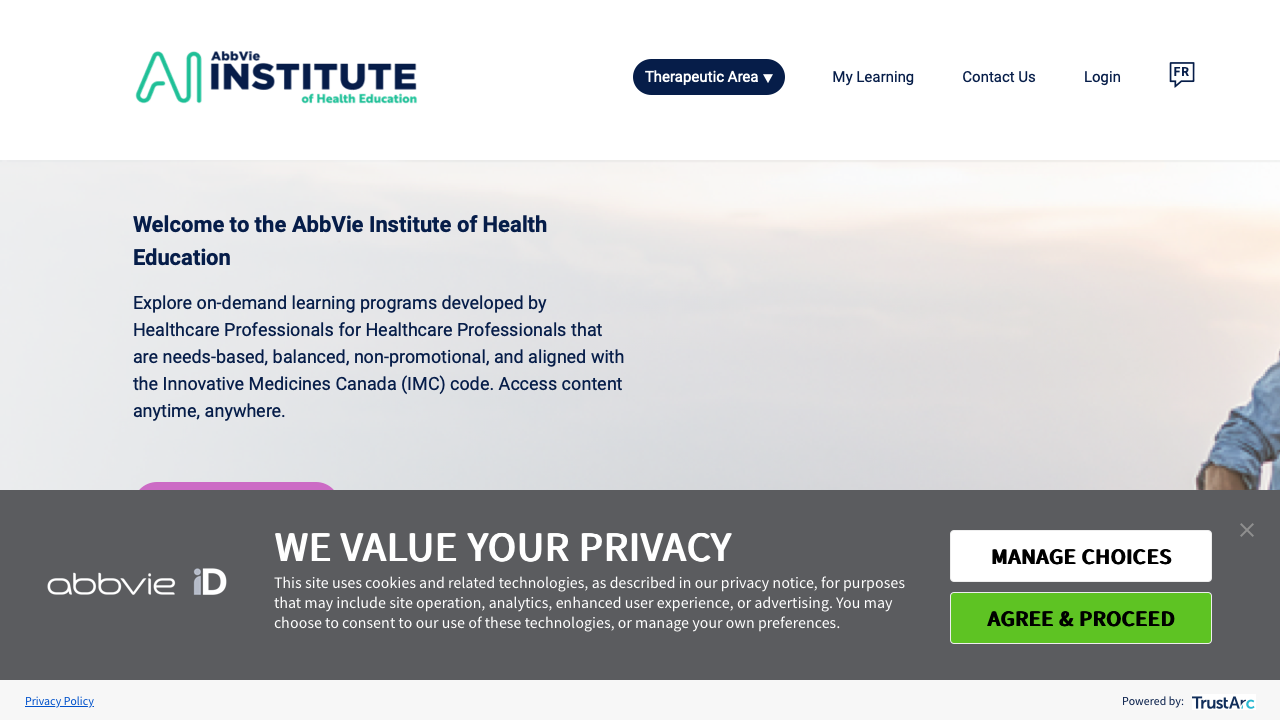 AbbVie
INSTITUTE
of Health Education
Therapeutic Area ▼
My Learning
Contact Us
Login
FR
Welcome to the AbbVie Institute of Health
Education
Explore on-demand learning programs developed by
Healthcare Professionals for Healthcare Professionals that
are needs-based, balanced, non-promotional, and aligned with
the Innovative Medicines Canada (IMC) code. Access content
anytime, anywhere.
abbvie iD
WE VALUE YOUR PRIVACY
This site uses cookies and related technologies, as described in our privacy notice, for purposes
that may include site operation, analytics, enhanced user experience, or advertising. You may
choose to consent to our use of these technologies, or manage your own preferences.
MANAGE CHOICES
AGREE & PROCEED
Privacy Policy
Powered by: TrustArc